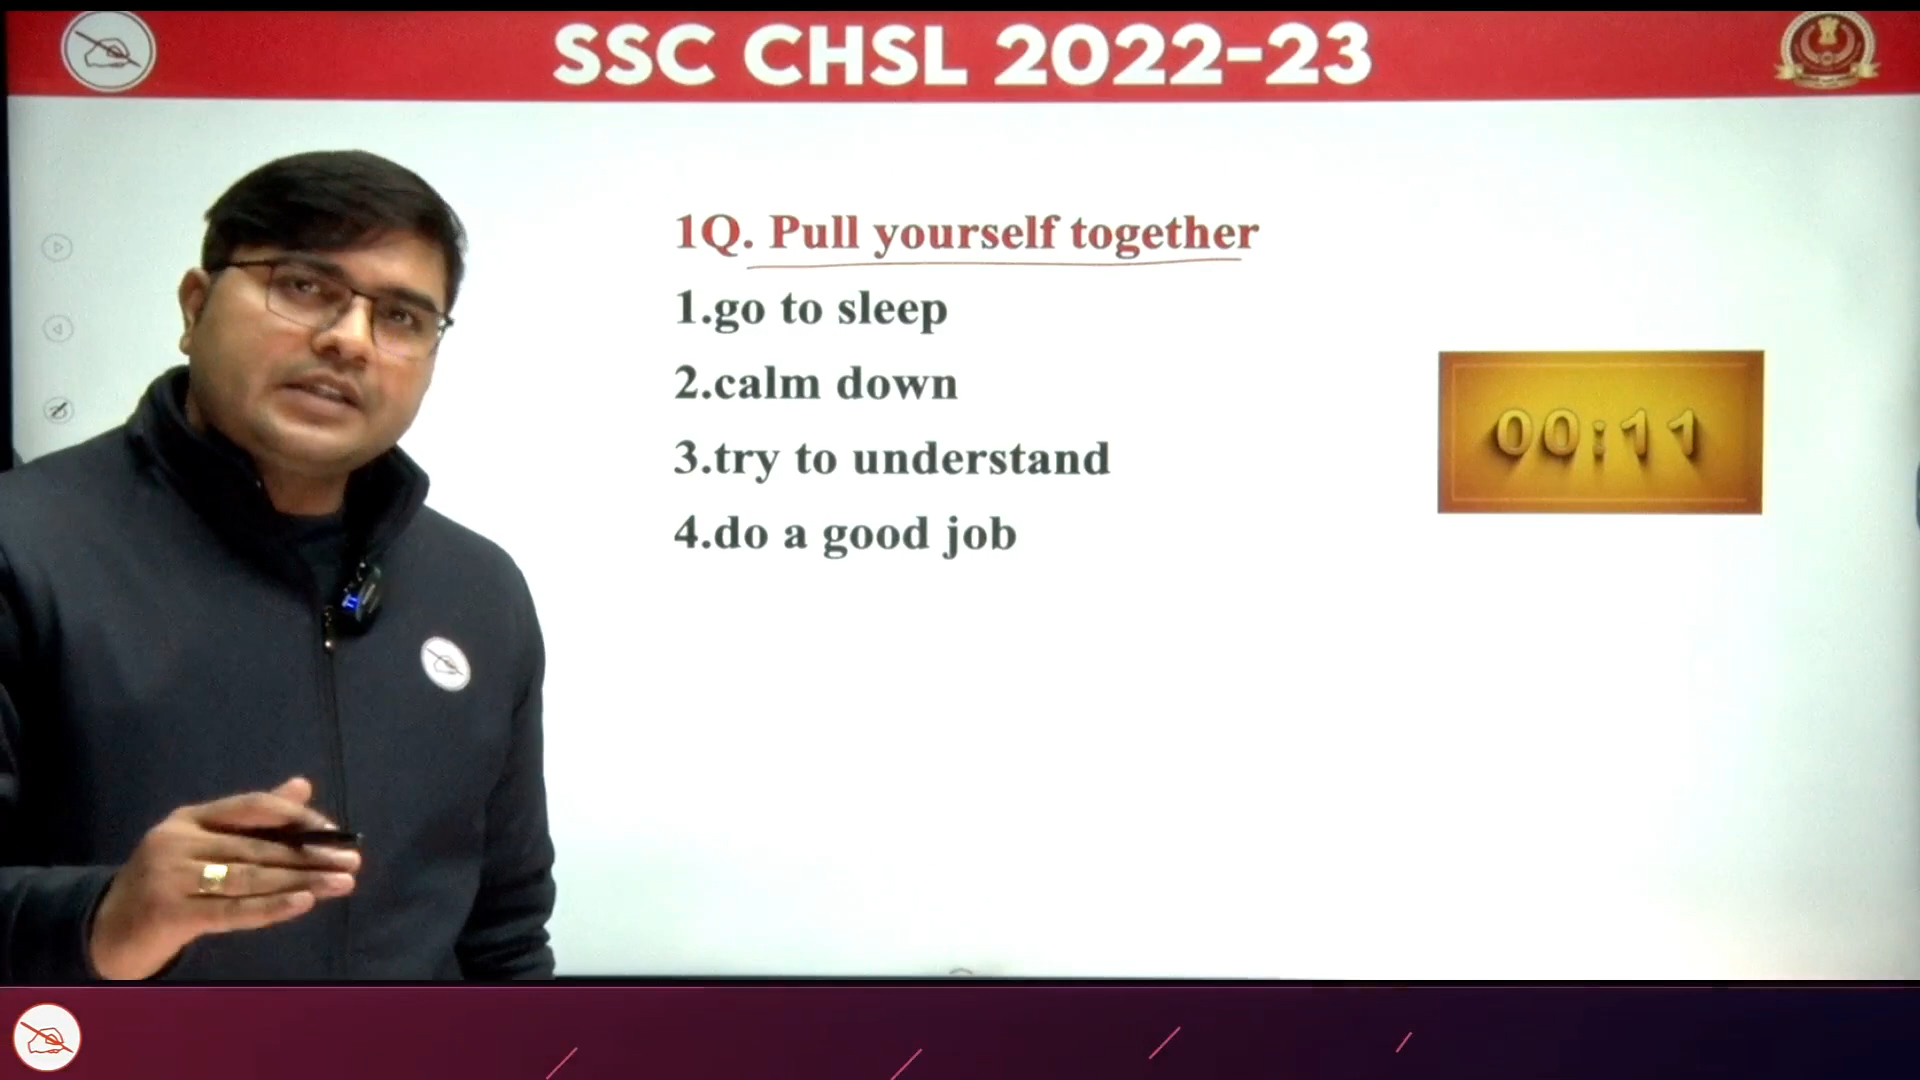 SSC CHSL 2022-23
1Q. Pull yourself together
1.go to sleep
2.calm down
3.try to understand
4.do a good job
00:11